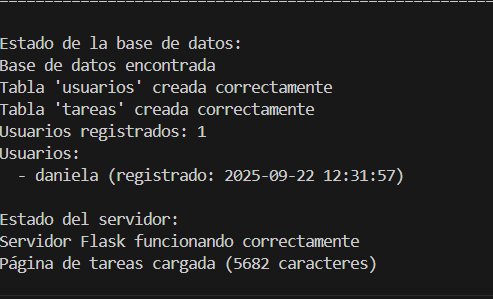 Estado de la base de datos:
Base de datos encontrada
Tabla 'usuarios' creada correctamente
Tabla 'tareas' creada correctamente
Usuarios registrados: 1
Usuarios:
  - daniela (registrado: 2025-09-22 12:31:57)
Estado del servidor:
Servidor Flask funcionando correctamente
Página de tareas cargada (5682 caracteres)